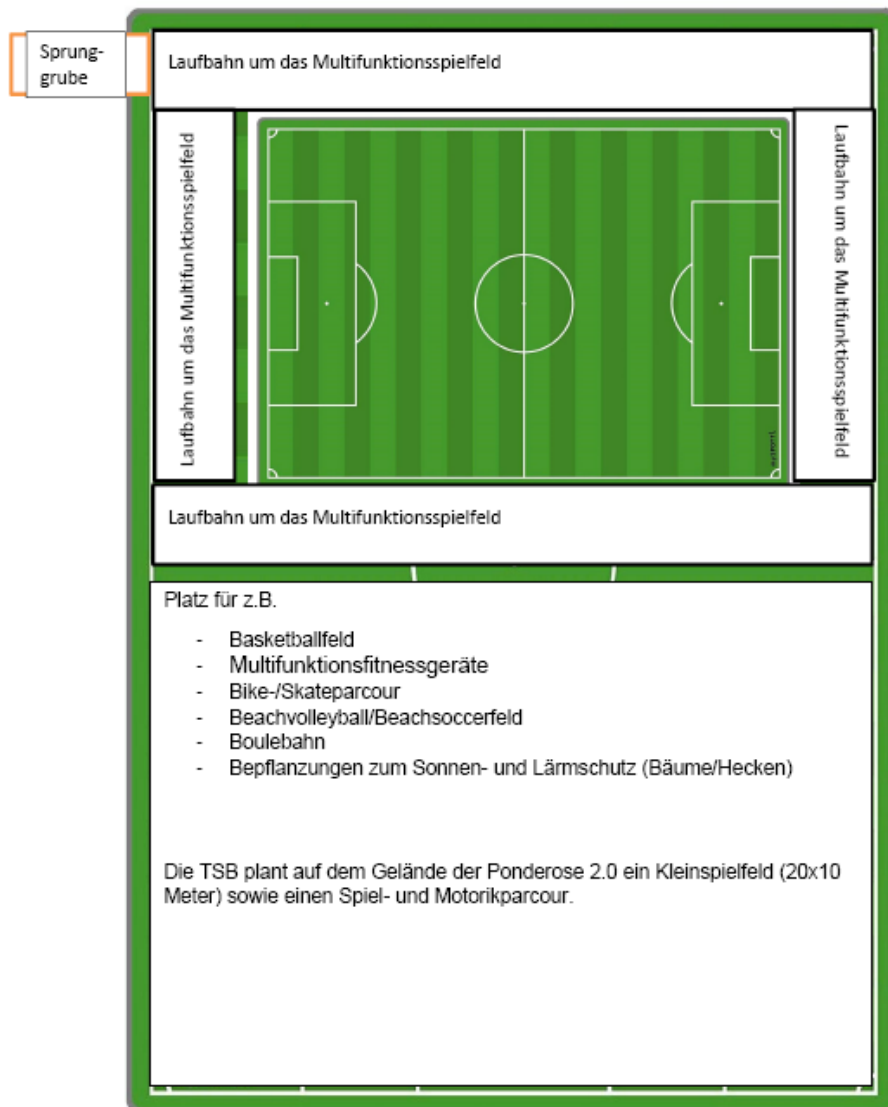 Sprung-
grube
Laufbahn um das Multifunktionsspielfeld
Laufbahn um das Multifunktionsspielfeld
Laufbahn um das Multifunktionsspielfeld
Laufbahn um das Multifunktionsspielfeld
Platz für z.B.
- Basketballfeld
- Multifunktionsfitnessgeräte
- Bike-/Skateparcour
- Beachvolleyball/Beachsoccerfeld
- Boulebahn
- Bepflanzungen zum Sonnen- und Lärmschutz (Bäume/Hecken)
Die TSB plant auf dem Gelände der Ponderose 2.0 ein Kleinspielfeld (20x10
Meter) sowie einen Spiel- und Motorikparcour.